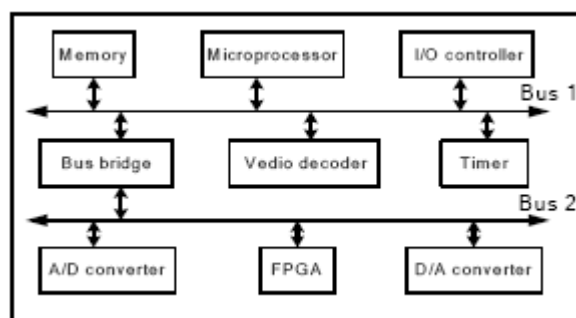 Memory
Microprocessor
I/O controller
Bus 1
Bus bridge
Vedio decoder
Timer
Bus 2
A/D converter
FPGA
D/A converter